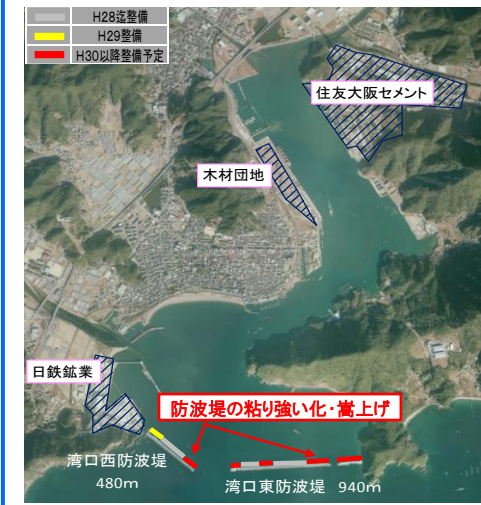 H28迄整備
H29整備
H30以降整備予定
住友大阪セメント
木材団地
日鉄鉱業
防波堤の粘り強い化・嵩上げ
湾口西防波堤
480m
湾口東防波堤 940m